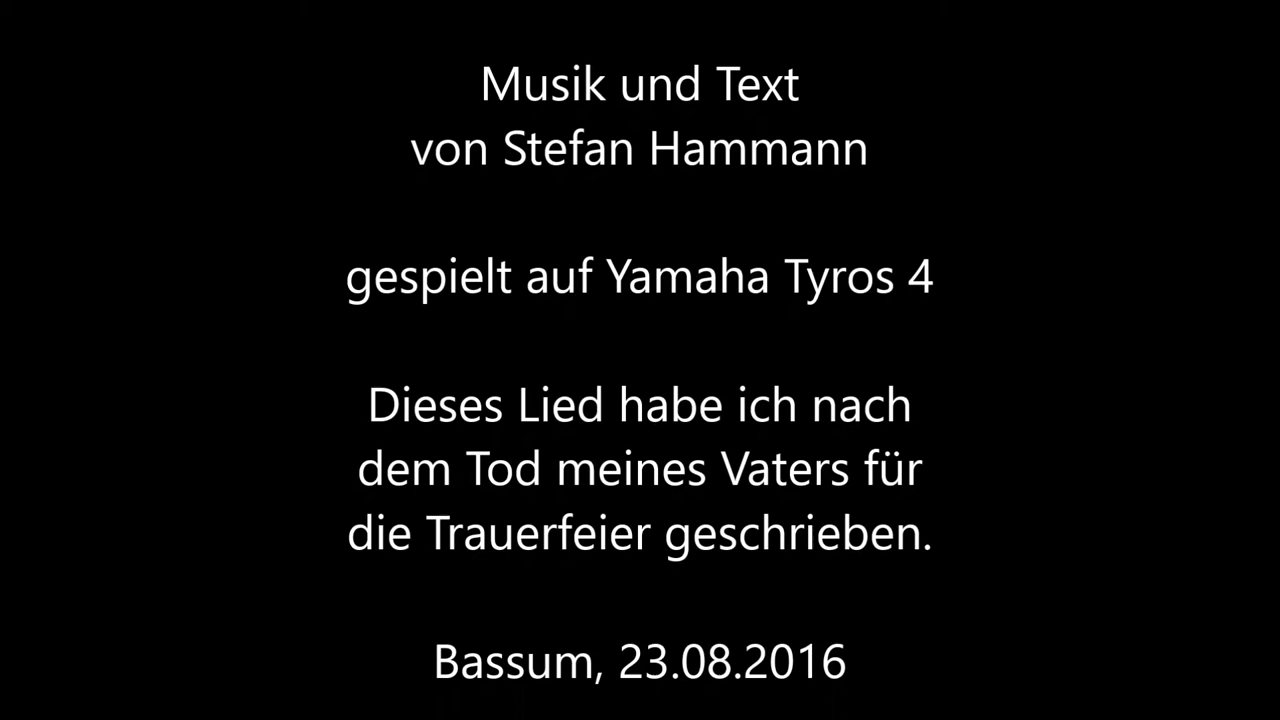 Musik und Text
von Stefan Hammann
gespielt auf Yamaha Tyros 4
Dieses Lied habe ich nach
dem Tod meines Vaters für
die Trauerfeier geschrieben.
Bassum, 23.08.2016